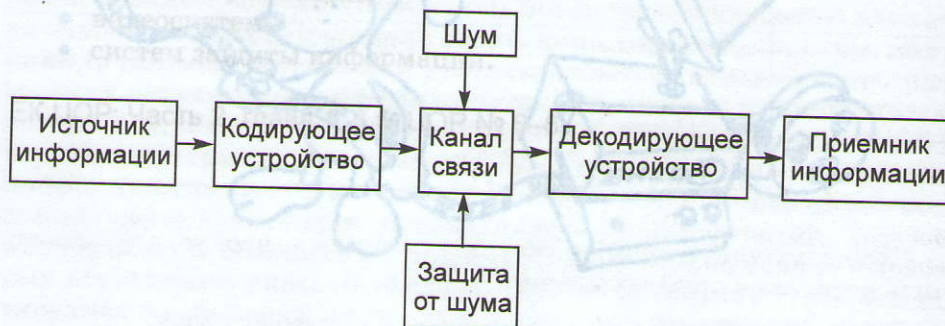 Шум
Источник
информации
Кодирующее
устройство
Канал
связи
Декодирующее
устройство
Приемник
информации
Защита
от шума